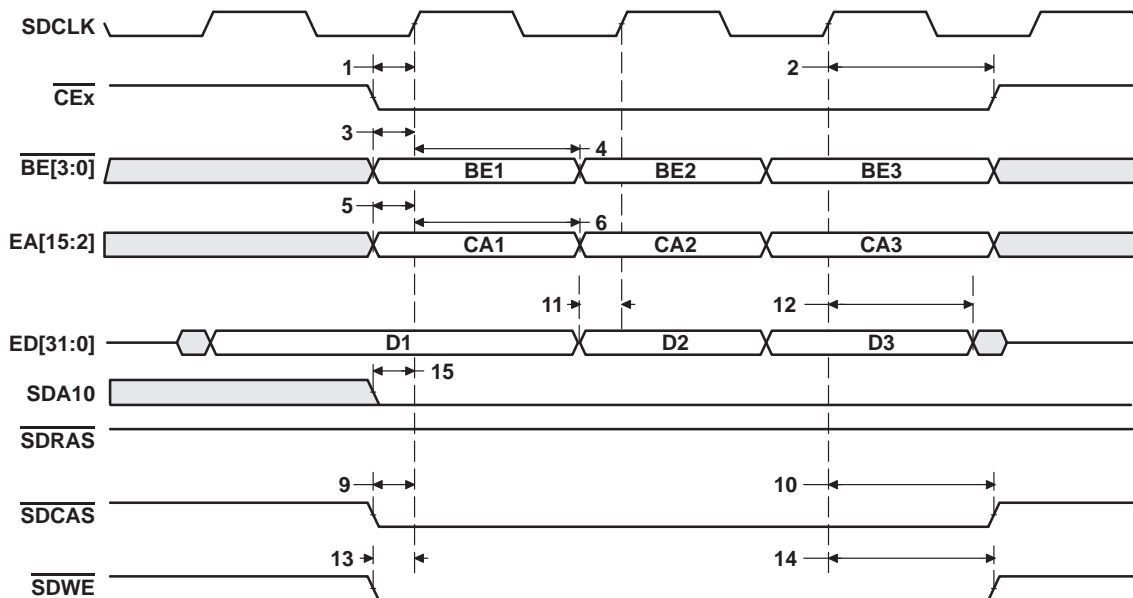 SDCLK
1 2
CEx
3 4
BE[3:0] BE1 BE2 BE3
5 6
EA[15:2] CA1 CA2 CA3
11 12
ED[31:0] D1 D2 D3
15
SDA10
SDRAS
9 10
SDCAS
13 14
SDWE